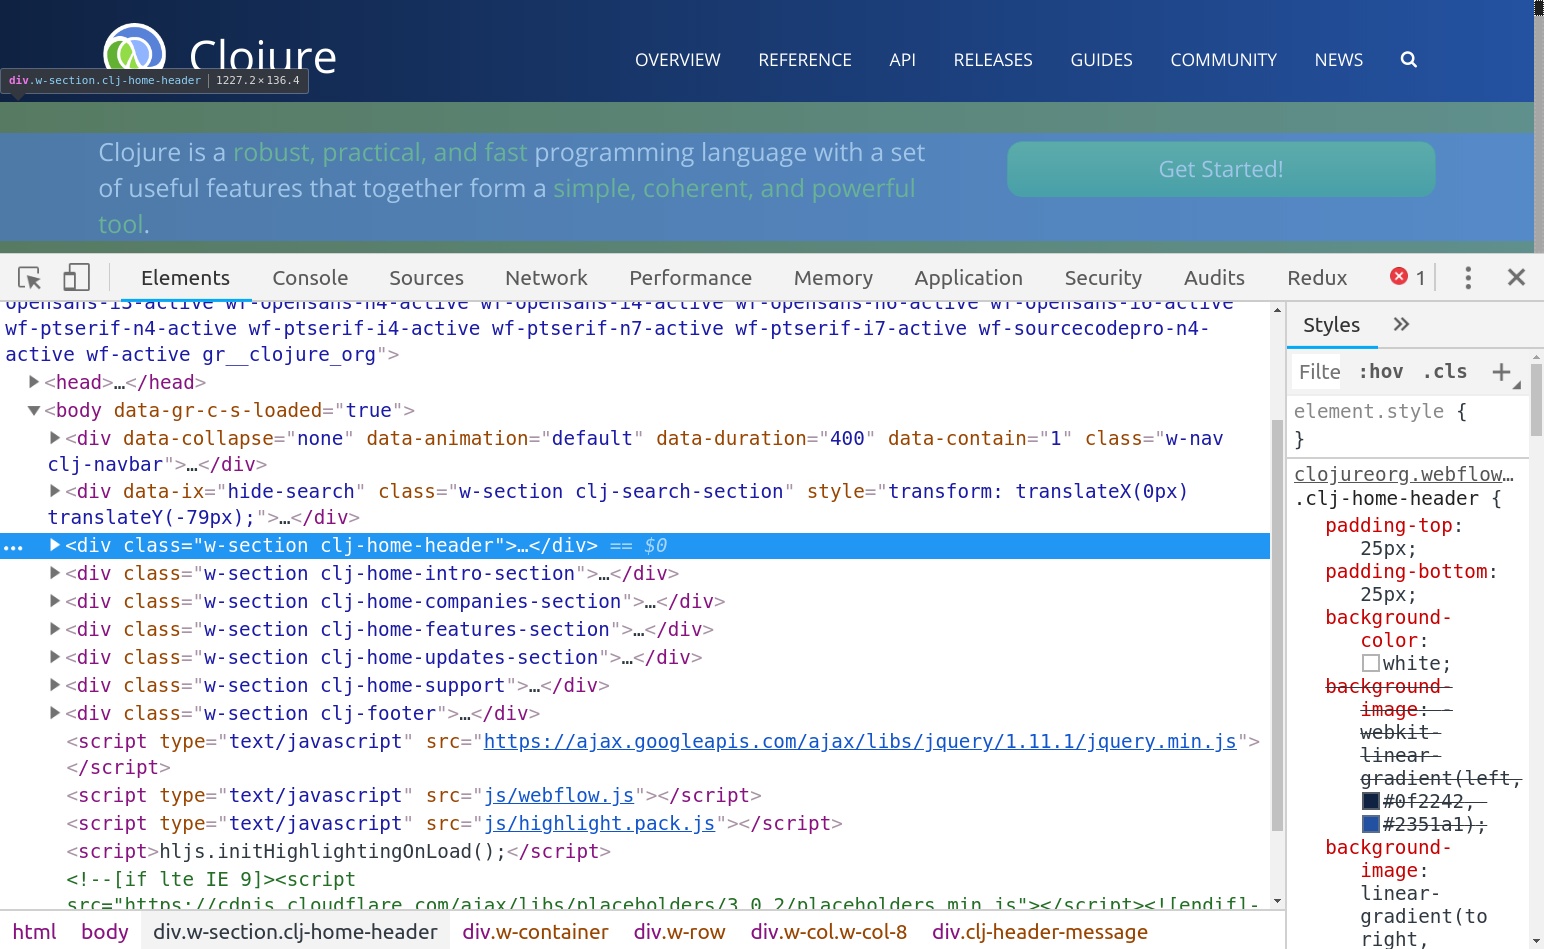 Clojure
OVERVIEW REFERENCE API RELEASES GUIDES COMMUNITY NEWS
div.w-section.clj-home-header 1227.2×136.4
Clojure is a robust, practical, and fast programming language with a set
of useful features that together form a simple, coherent, and powerful
tool.
Get Started!
Elements Console Sources Network Performance Memory Application Security Audits Redux 1
opensans-i3-active wf-opensans-n4-active wf-opensans-i4-active wf-opensans-n6-active wf-opensans-i6-active
wf-ptserif-n4-active wf-ptserif-i4-active wf-ptserif-n7-active wf-ptserif-i7-active wf-sourcecodepro-n4-
active wf-active gr__clojure_org">
<head>…</head>
<body data-gr-c-s-loaded="true">
<div data-collapse="none" data-animation="default" data-duration="400" data-contain="1" class="w-nav
clj-navbar">…</div>
<div data-ix="hide-search" class="w-section clj-search-section" style="transform: translateX(0px)
translateY(-79px);">…</div>
… <div class="w-section clj-home-header">…</div> == $0
<div class="w-section clj-home-intro-section">…</div>
<div class="w-section clj-home-companies-section">…</div>
<div class="w-section clj-home-features-section">…</div>
<div class="w-section clj-home-updates-section">…</div>
<div class="w-section clj-home-support">…</div>
<div class="w-section clj-footer">…</div>
<script type="text/javascript" src="https://ajax.googleapis.com/ajax/libs/jquery/1.11.1/jquery.min.js">
</script>
<script type="text/javascript" src="js/webflow.js"></script>
<script type="text/javascript" src="js/highlight.pack.js"></script>
<script>hljs.initHighlightingOnLoad();</script>
<!--[if lte IE 9]><script
src="https://cdnjs.cloudflare.com/ajax/libs/placeholders/3.0.2/placeholders.min.js"></script><![endif]-
html body div.w-section.clj-home-header div.w-container div.w-row div.w-col.w-col-8 div.clj-header-message
Styles
Filte :hov .cls
element.style {
}
clojureorg.webflow…
.clj-home-header {
padding-top:
25px;
padding-bottom:
25px;
background-
color:
white;
background-
image: -
webkit-
linear-
gradient(left,
#0f2242,
#2351a1);
background-
image:
linear-
gradient(to
right,